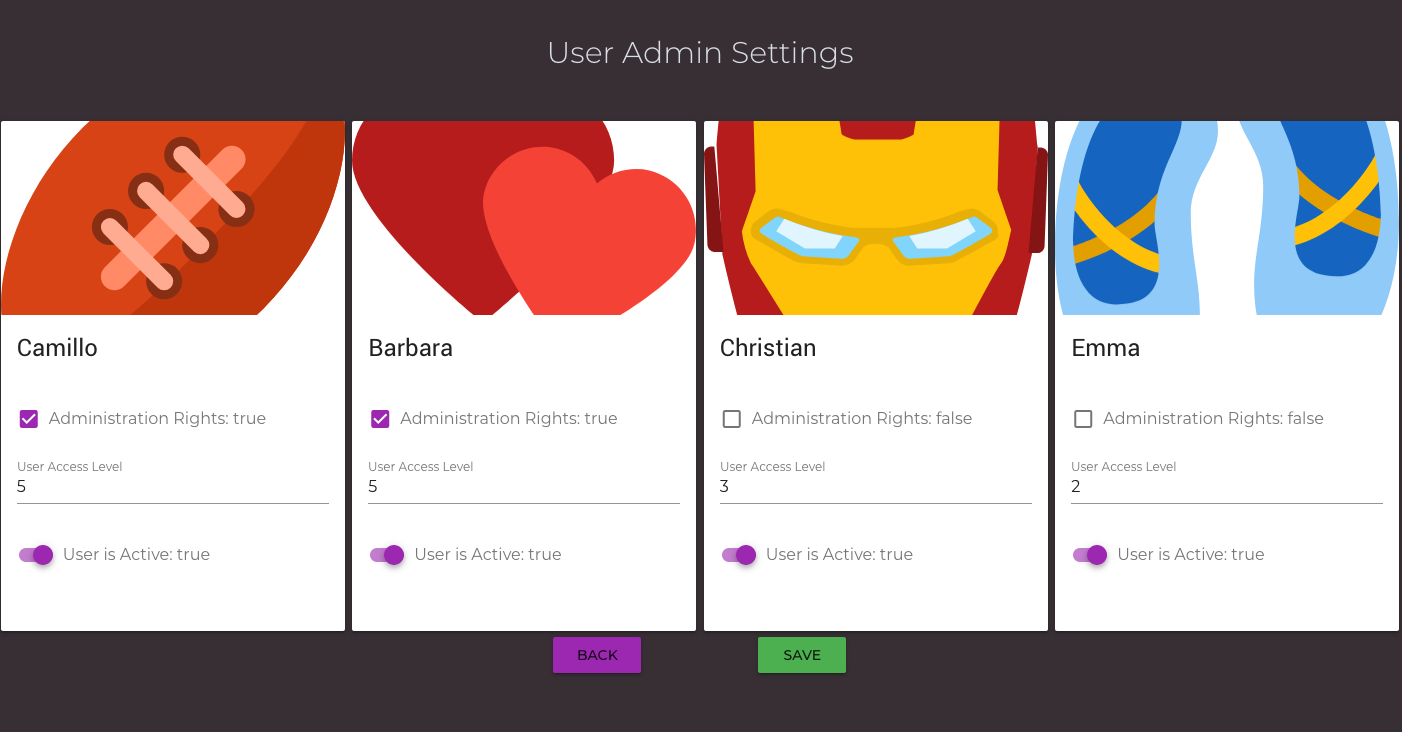 User Admin Settings
Camillo
Administration Rights: true
User Access Level
5
User is Active: true
Barbara
Administration Rights: true
User Access Level
5
User is Active: true
Christian
Administration Rights: false
User Access Level
3
User is Active: true
Emma
Administration Rights: false
User Access Level
2
User is Active: true
BACK
SAVE